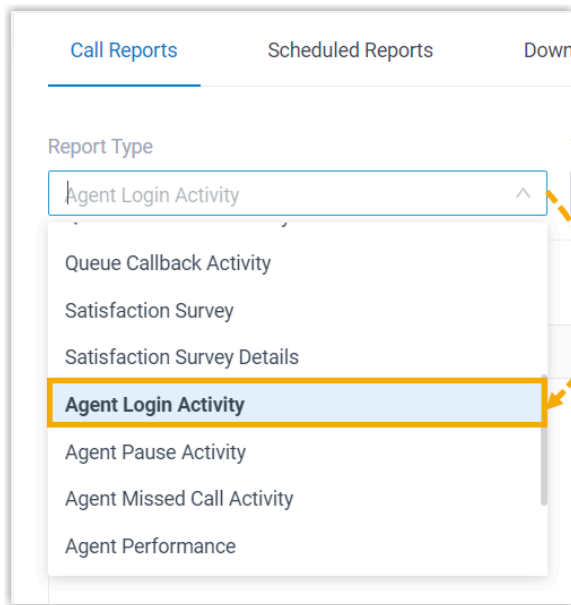 Call Reports Scheduled Reports Down
Report Type
Agent Login Activity
Queue Callback Activity
Satisfaction Survey
Satisfaction Survey Details
Agent Login Activity
Agent Pause Activity
Agent Missed Call Activity
Agent Performance